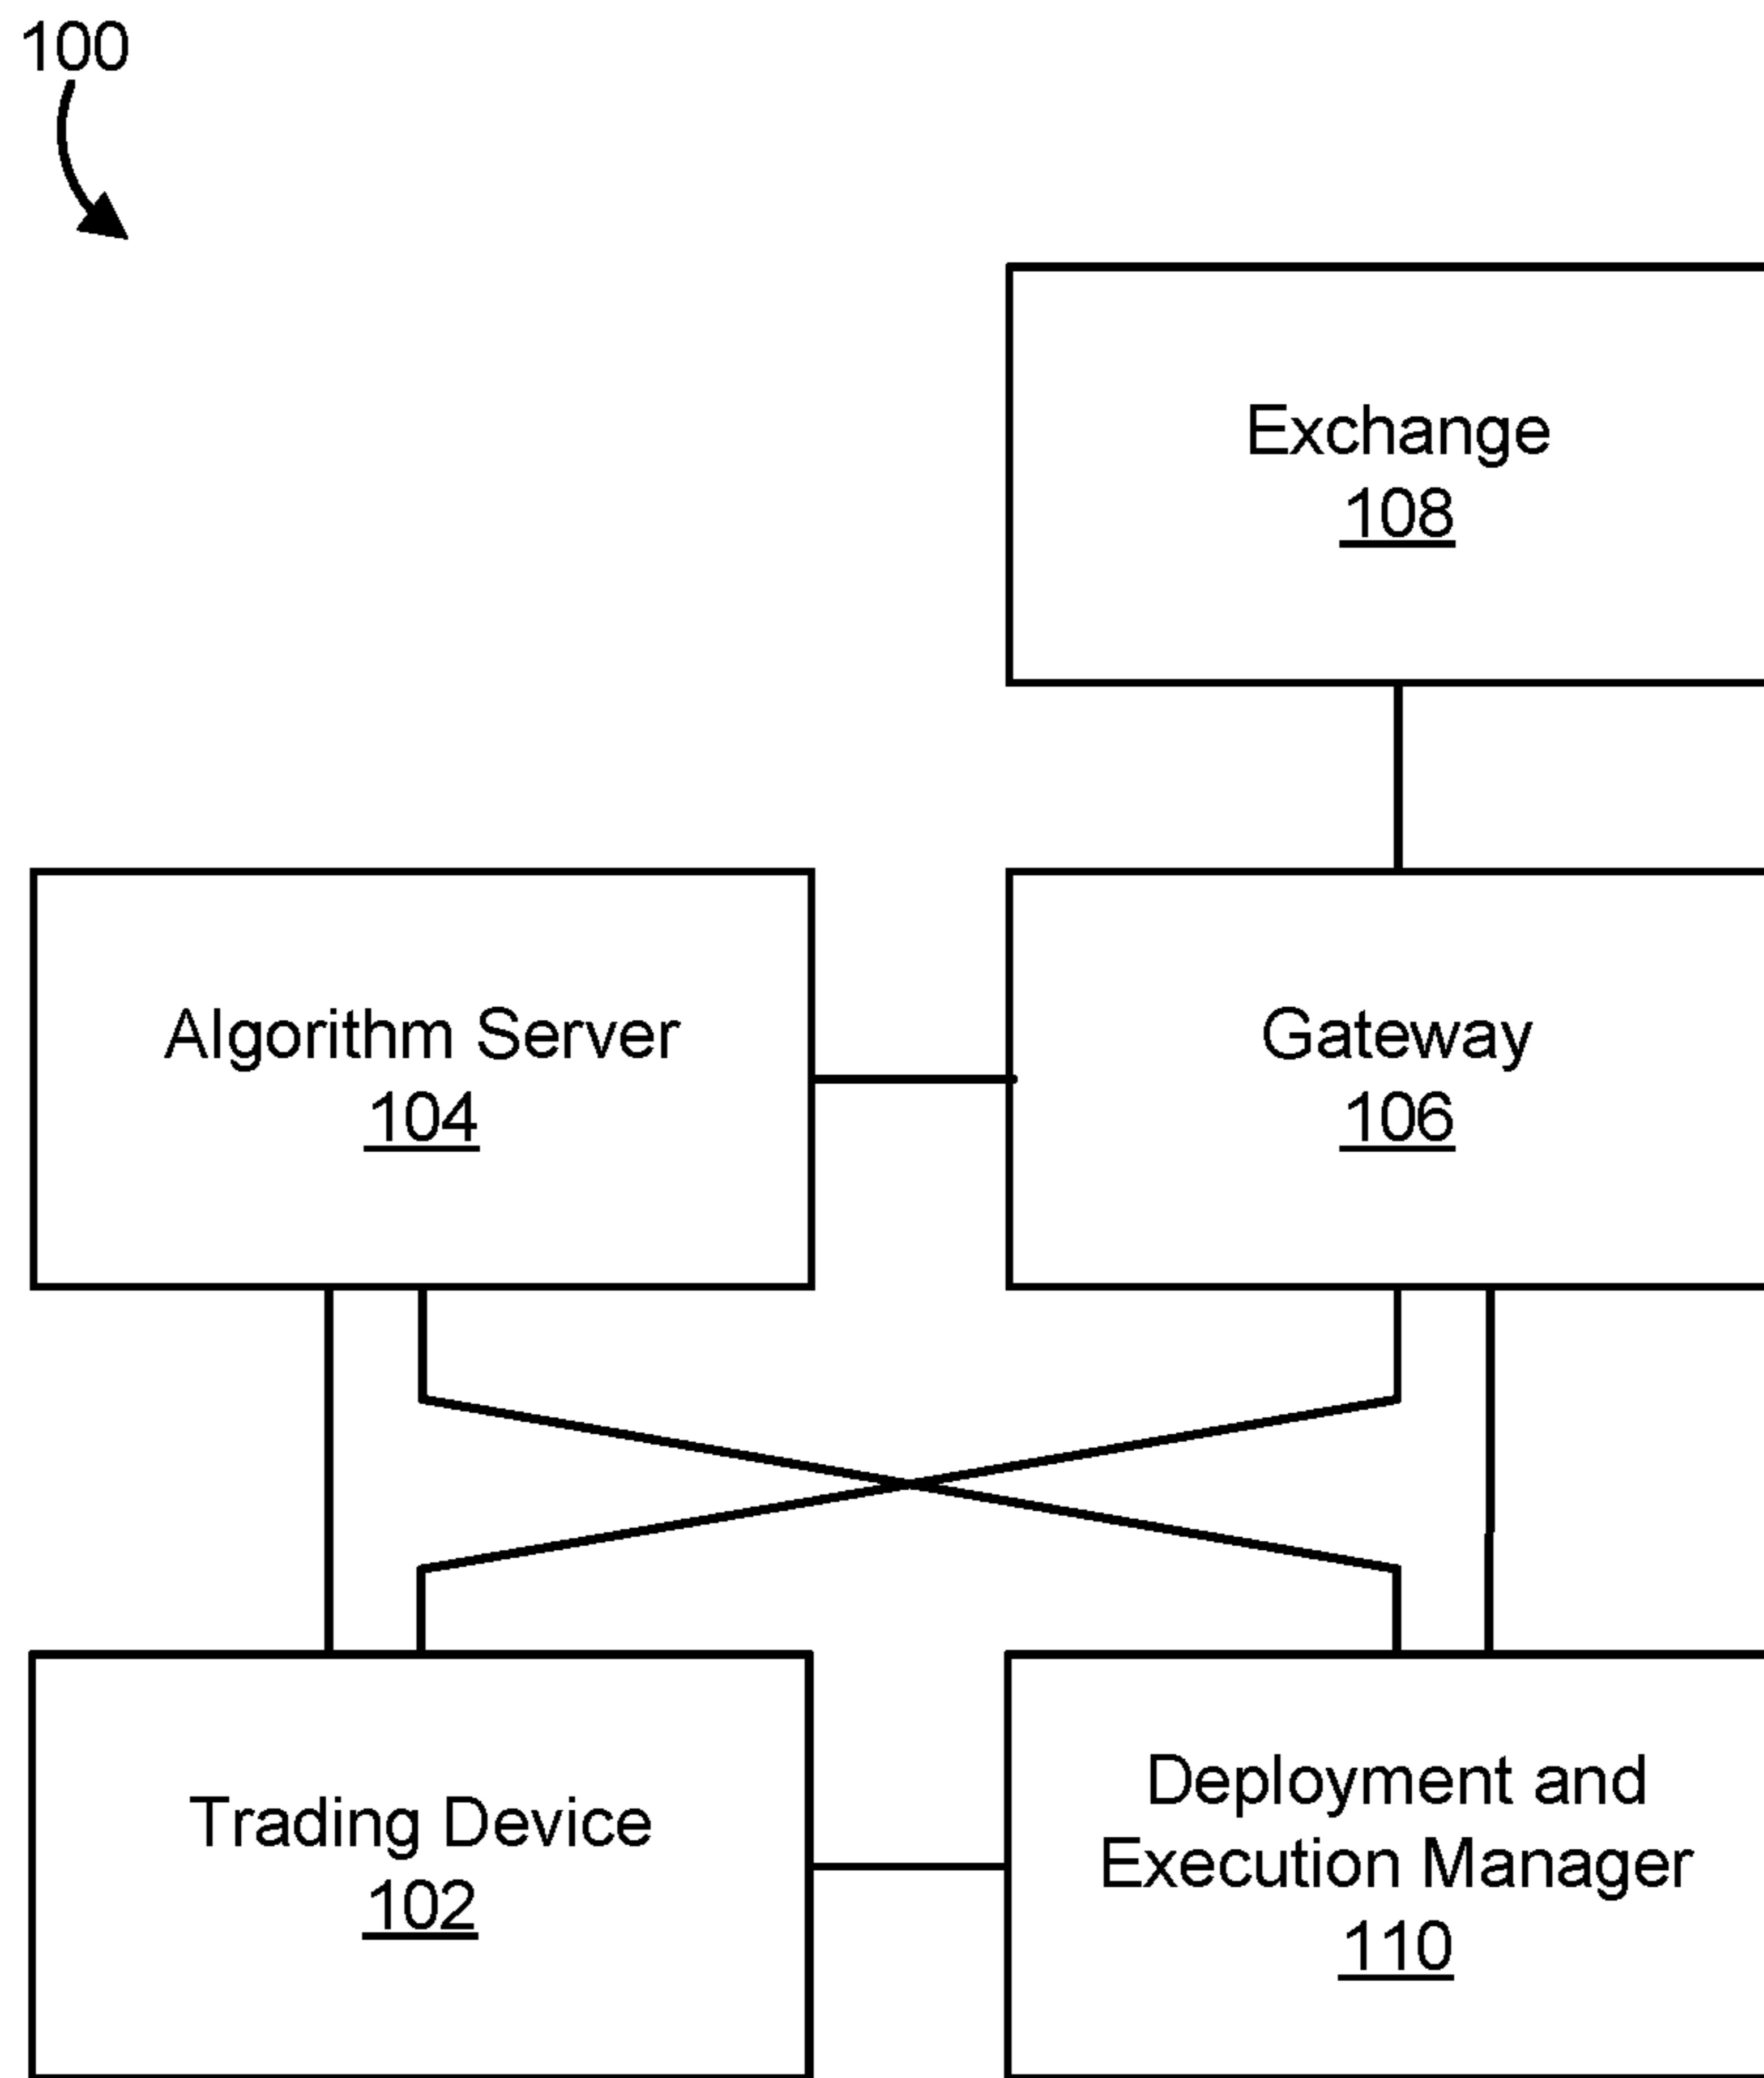 100
Exchange
108
Algorithm Server
104
Gateway
106
Trading Device
102
Deployment and
Execution Manager
110